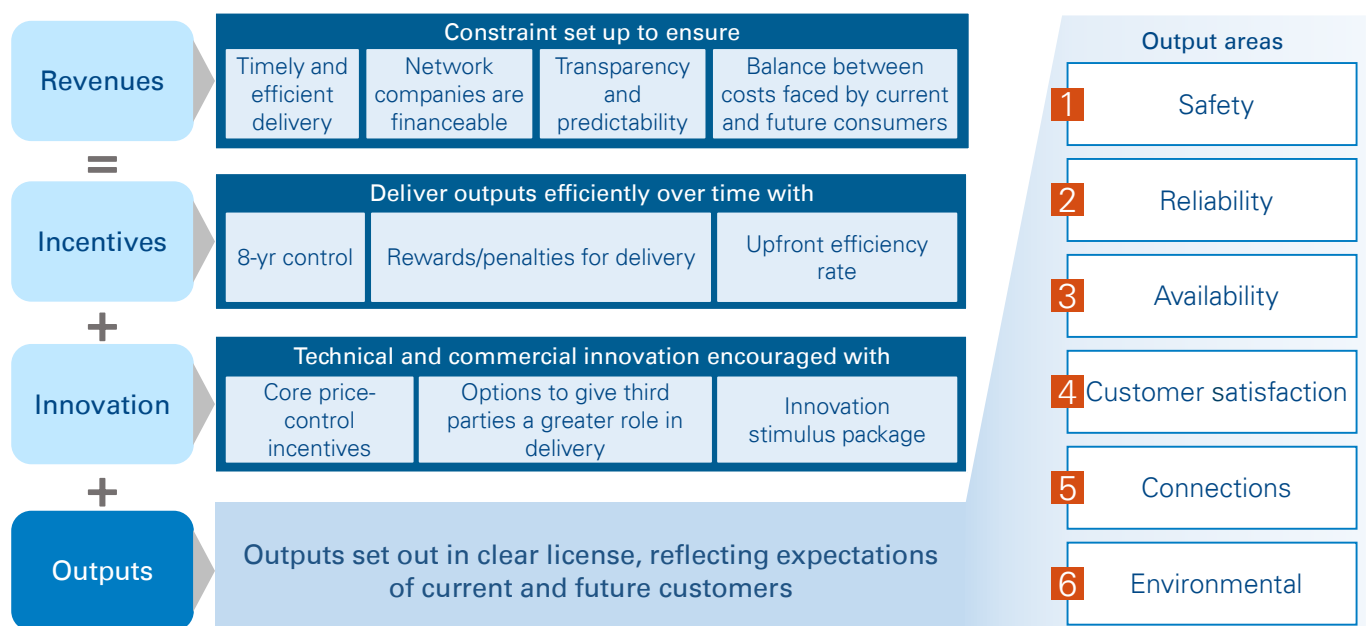 Revenues
Constraint set up to ensure
Timely and
efficient
delivery
Network
companies are
financeable
Transparency
and
predictability
Balance between
costs faced by current
and future consumers
=
Incentives
Deliver outputs efficiently over time with
8-yr control
Rewards/penalties for delivery
Upfront efficiency
rate
+
Innovation
Technical and commercial innovation encouraged with
Core price-
control
incentives
Options to give third
parties a greater role in
delivery
Innovation
stimulus package
+
Outputs
Outputs set out in clear license, reflecting expectations
of current and future customers
Output areas
1 Safety
2 Reliability
3 Availability
4 Customer satisfaction
5 Connections
6 Environmental